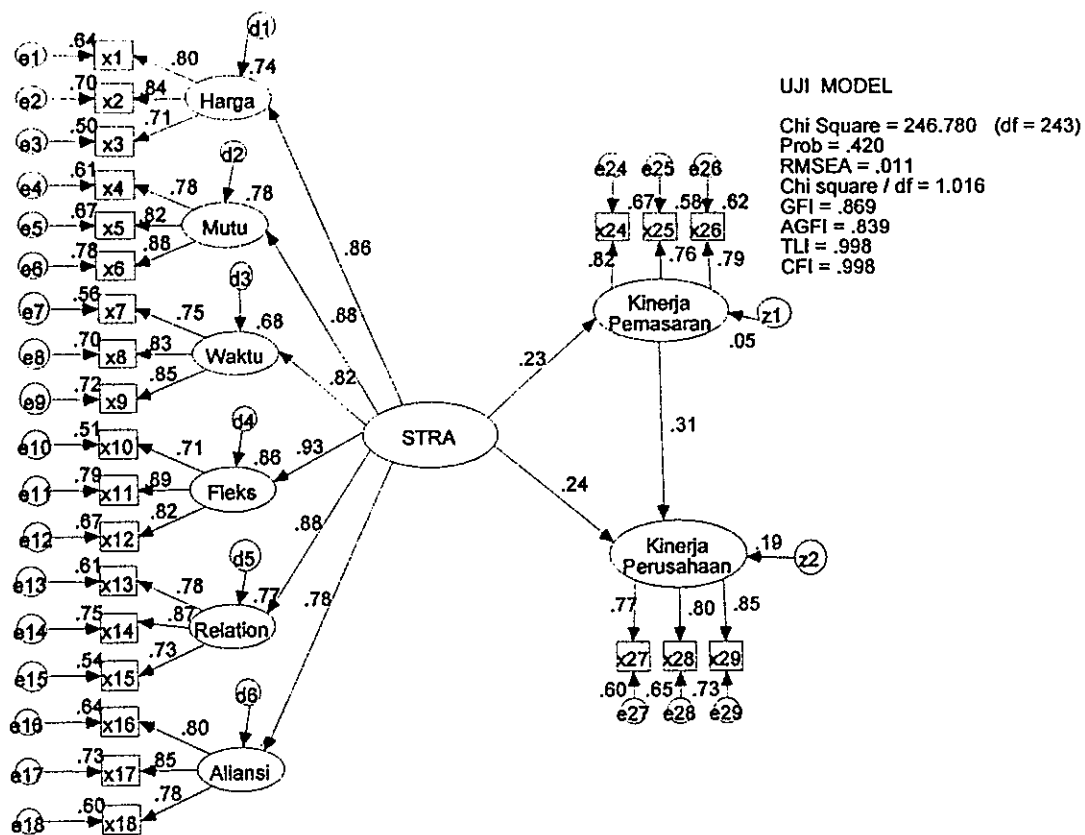 d1
.64
e1
x1
.80
.74
.70
e2
x2
.84
Harga
.50
e3
x3
.71
d2
.61
e4
x4
.78
.78
.67
e5
x5
.82
Mutu
.78
e6
x6
.88
d3
.56
e7
x7
.75
.68
.70
e8
x8
.83
Waktu
.72
e9
x9
.85
d4
.51
e10
x10
.71
.86
.79
e11
x11
.89
Fleks
.67
e12
x12
.82
d5
.61
e13
x13
.78
.77
.75
e14
x14
.87
Relation
.54
e15
x15
.73
d6
.64
e16
x16
.80
.73
e17
x17
.85
Aliansi
.60
e18
x18
.78
.86
.88
.82
.93
.88
.78
STRA
.23
.24
.31
e24 e25 e26
.67 .58 .62
x24 x25 x26
.82 .76 .79
Kinerja
Pemasaran
z1
.05
Kinerja
Perusahaan
.19
z2
.77 .80 .85
x27 x28 x29
.60 .65 .73
e27 e28 e29
UJI MODEL
Chi Square = 246.780 (df = 243)
Prob = .420
RMSEA = .011
Chi square / df = 1.016
GFI = .869
AGFI = .839
TLI = .998
CFI = .998